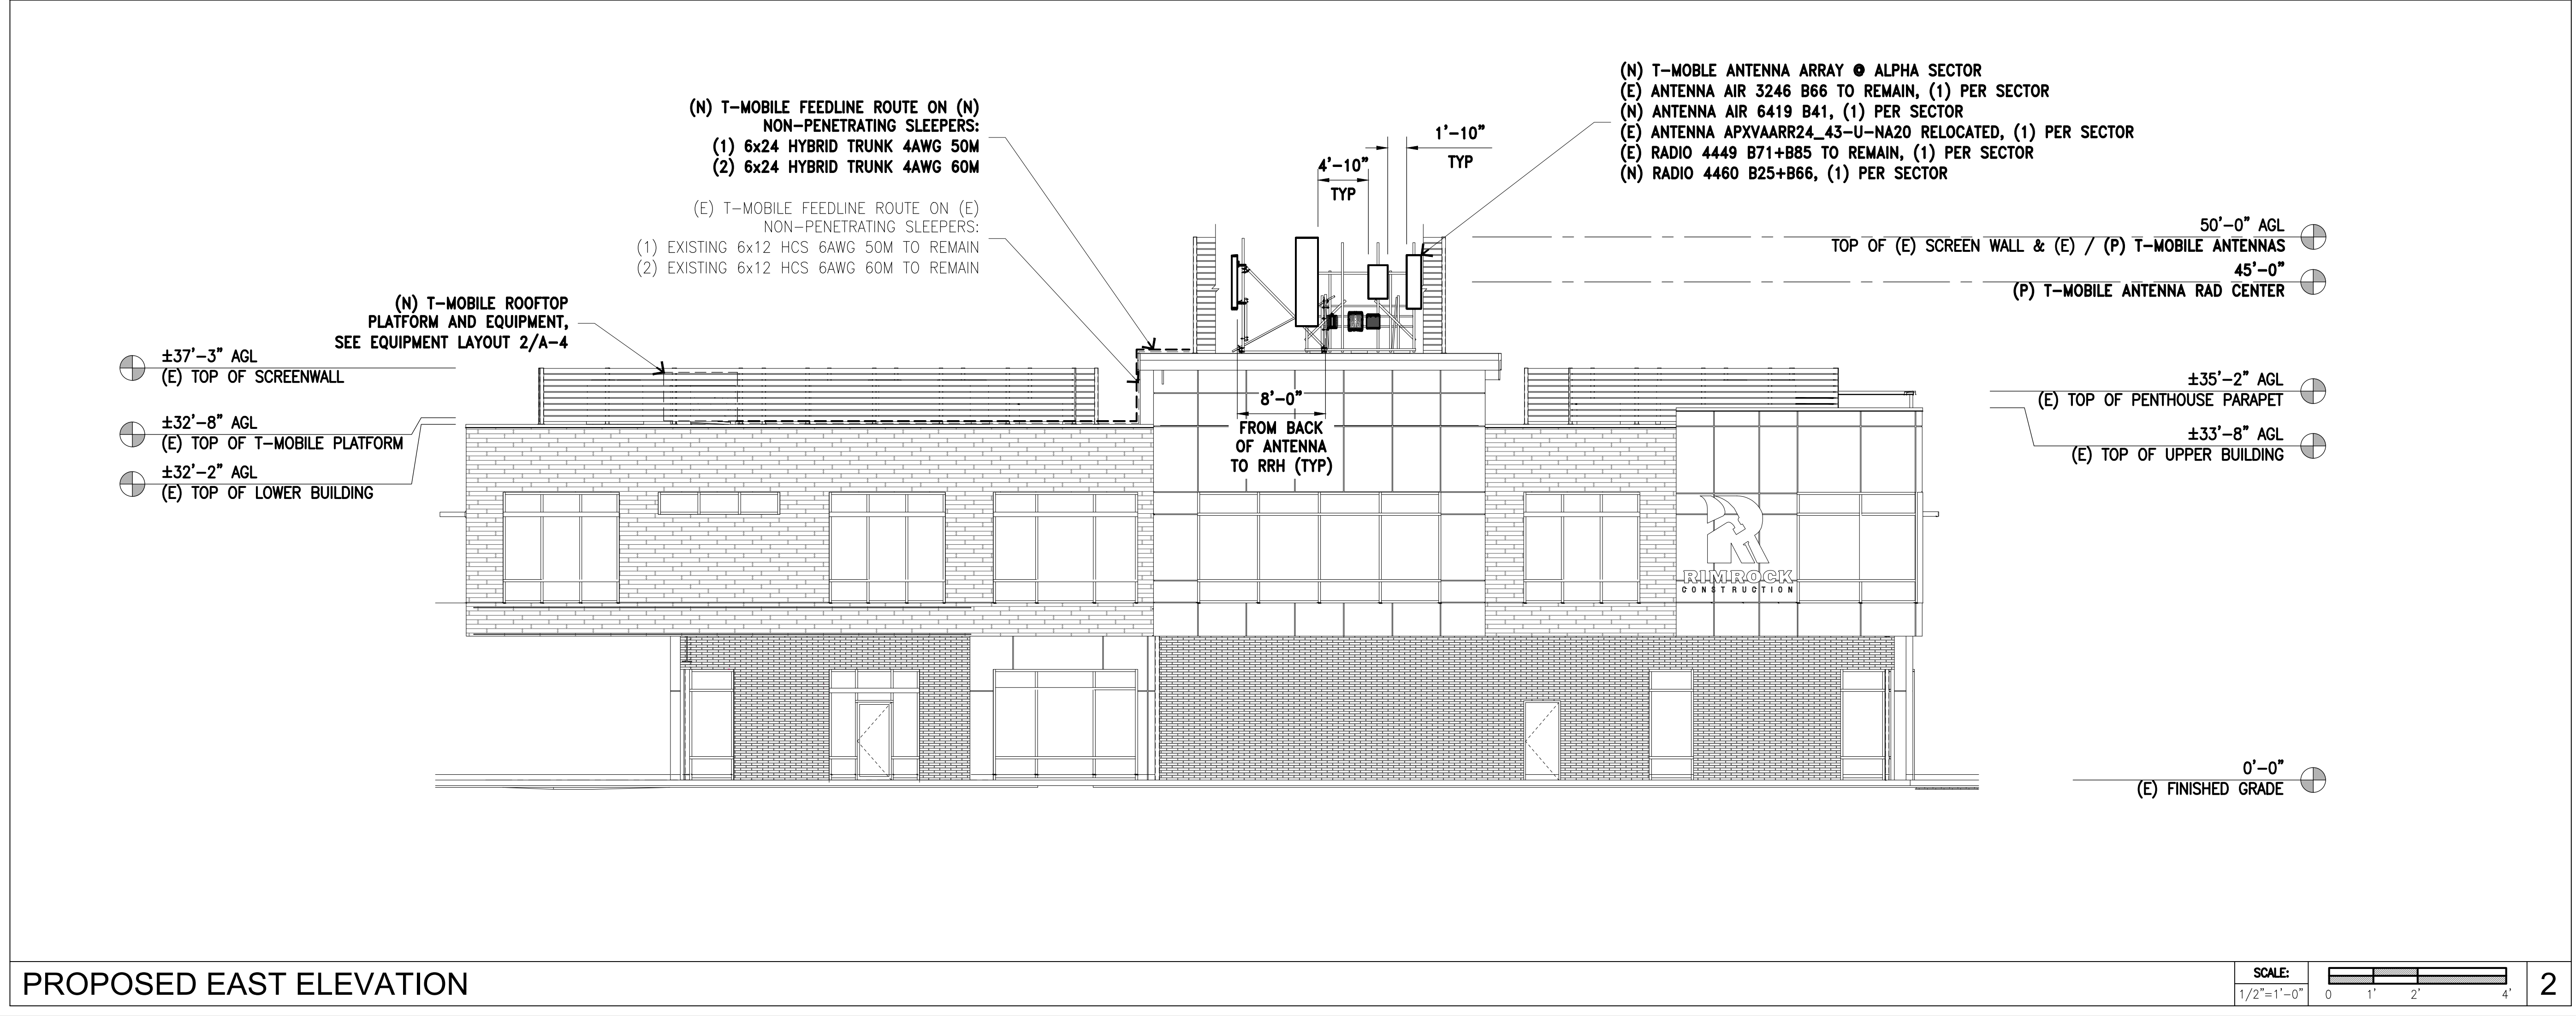 (N) T-MOBLE ANTENNA ARRAY @ ALPHA SECTOR
(E) ANTENNA AIR 3246 B66 TO REMAIN, (1) PER SECTOR
(N) ANTENNA AIR 6419 B41, (1) PER SECTOR
(E) ANTENNA APXVAARR24_43-U-NA20 RELOCATED, (1) PER SECTOR
(E) RADIO 4449 B71+B85 TO REMAIN, (1) PER SECTOR
(N) RADIO 4460 B25+B66, (1) PER SECTOR
(N) T-MOBILE FEEDLINE ROUTE ON (N)
NON-PENETRATING SLEEPERS:
(1) 6x24 HYBRID TRUNK 4AWG 50M
(2) 6x24 HYBRID TRUNK 4AWG 60M
1'-10"
TYP
4'-10"
TYP
(E) T-MOBILE FEEDLINE ROUTE ON (E)
NON-PENETRATING SLEEPERS:
(1) EXISTING 6x12 HCS 6AWG 50M TO REMAIN
(2) EXISTING 6x12 HCS 6AWG 60M TO REMAIN
50'-0" AGL
TOP OF (E) SCREEN WALL & (E) / (P) T-MOBILE ANTENNAS
45'-0"
(P) T-MOBILE ANTENNA RAD CENTER
(N) T-MOBILE ROOFTOP
PLATFORM AND EQUIPMENT,
SEE EQUIPMENT LAYOUT 2/A-4
±37'-3" AGL
(E) TOP OF SCREENWALL
±32'-8" AGL
(E) TOP OF T-MOBILE PLATFORM
±32'-2" AGL
(E) TOP OF LOWER BUILDING
8'-0"
FROM BACK
OF ANTENNA
TO RRH (TYP)
±35'-2" AGL
(E) TOP OF PENTHOUSE PARAPET
±33'-8" AGL
(E) TOP OF UPPER BUILDING
RIMROCK
CONSTRUCTION
0'-0"
(E) FINISHED GRADE
PROPOSED EAST ELEVATION
SCALE:
1/2"=1'-0"
0 1' 2' 4'
2